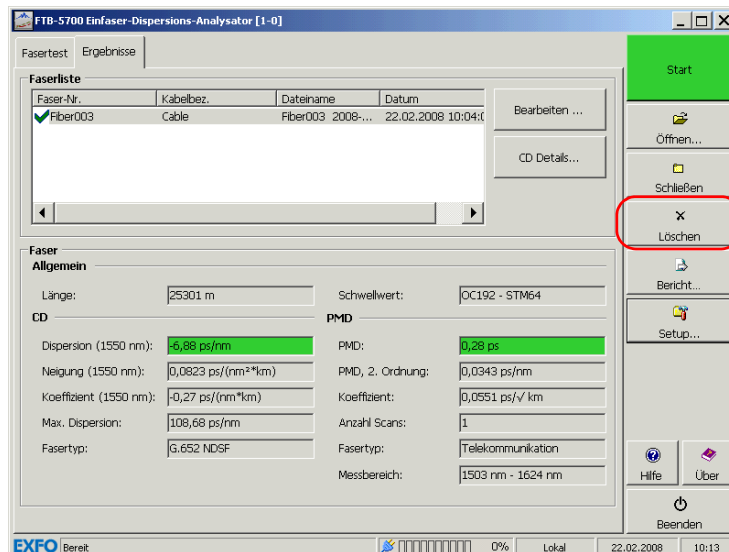 FTB-5700 Einfaser-Dispersions-Analysator [1-0]
Fasertest Ergebnisse
Faserliste
Faser-Nr. Kabelbez. Dateiname Datum
Fiber003 Cable Fiber003 2008-... 22.02.2008 10:04:0
Bearbeiten ...
CD Details...
Faser
Allgemein
Länge: 25301 m Schwellwert: OC192 - STM64
CD PMD
Dispersion (1550 nm): -6,88 ps/nm PMD: 0,28 ps
Neigung (1550 nm): 0,0823 ps/(nm²*km) PMD, 2. Ordnung: 0,0343 ps/nm
Koeffizient (1550 nm): -0,27 ps/(nm*km) Koeffizient: 0,0551 ps/√ km
Max. Dispersion: 108,68 ps/nm Anzahl Scans: 1
Fasertyp: G.652 NDSF Fasertyp: Telekommunikation
Messbereich: 1503 nm - 1624 nm
Start
Öffnen...
Schließen
Löschen
Bericht...
Setup...
Hilfe Über
Beenden
EXFO Bereit 0% Lokal 22.02.2008 10:13